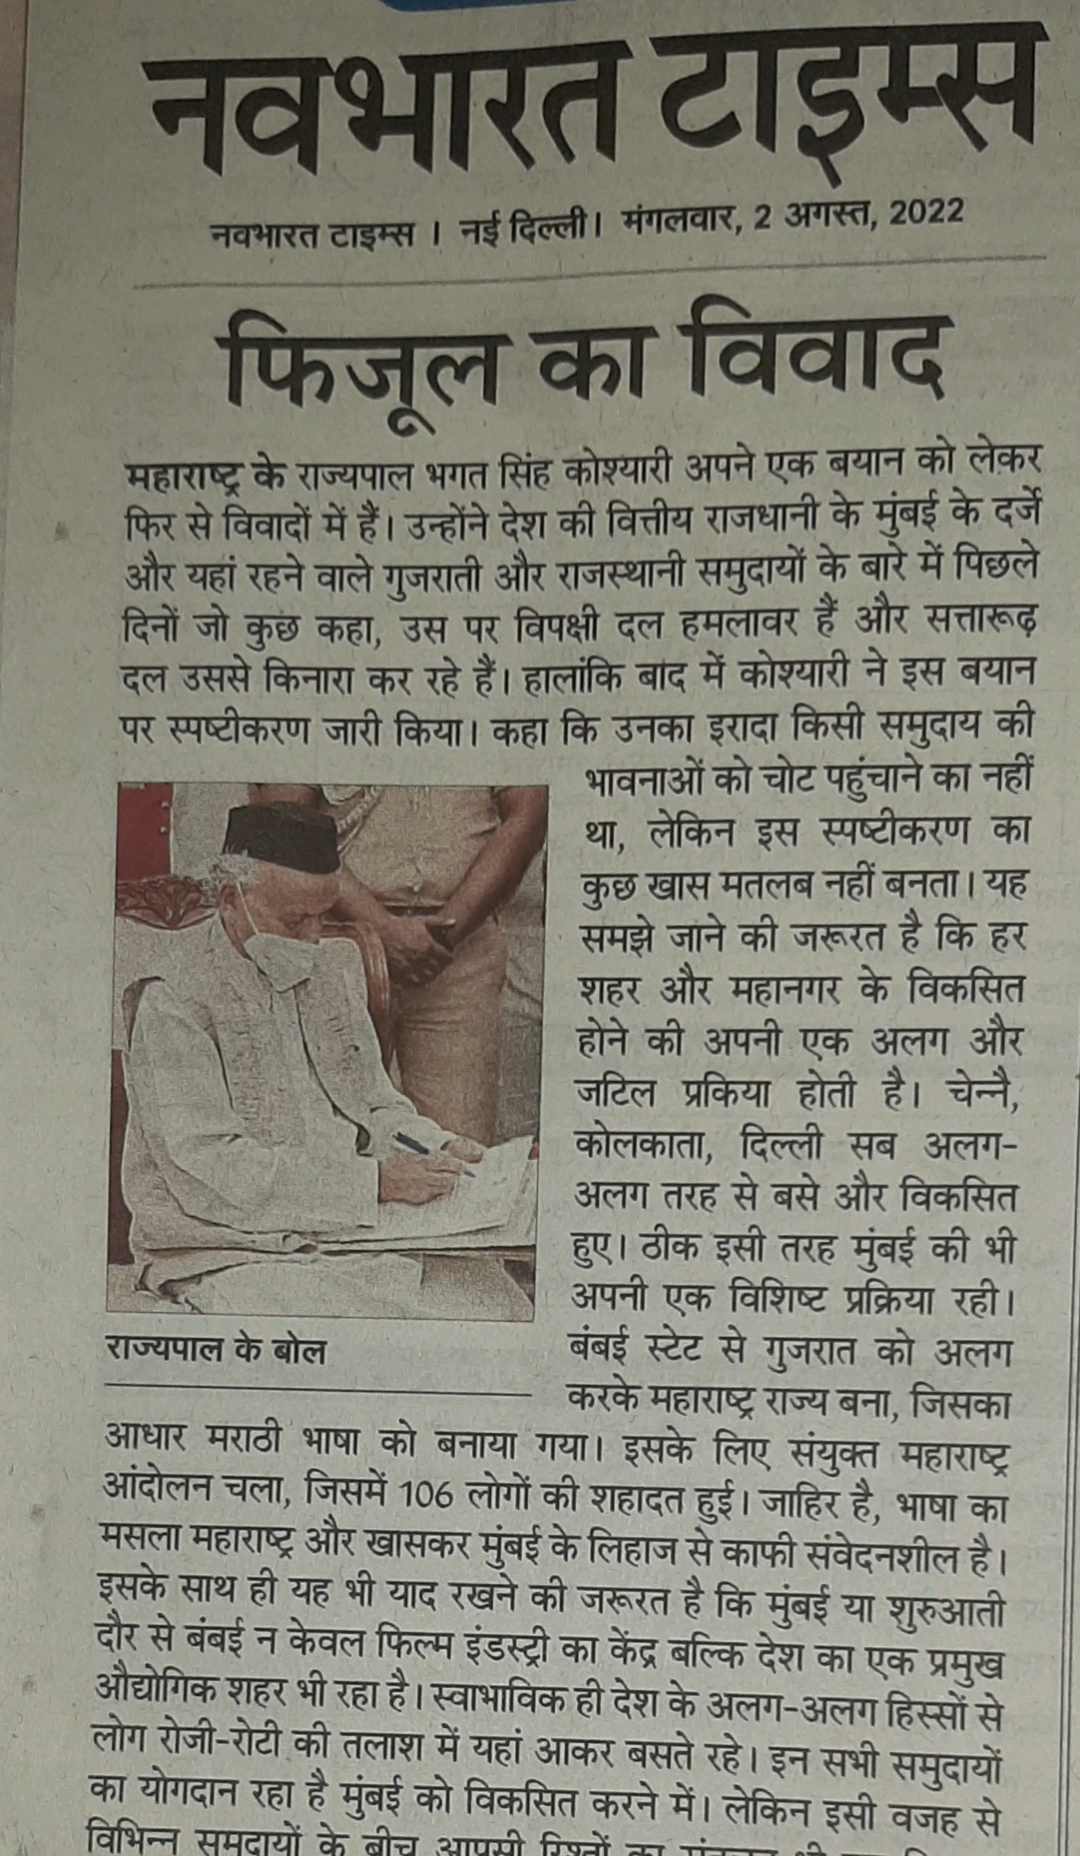 नवभारत टाइम्स
नवभारत टाइम्स । नई दिल्ली। मंगलवार, 2 अगस्त, 2022
फिजूल का विवाद
महाराष्ट्र के राज्यपाल भगत सिंह कोश्यारी अपने एक बयान को लेकर
फिर से विवादों में हैं। उन्होंने देश की वित्तीय राजधानी के मुंबई के दर्जे
और यहां रहने वाले गुजराती और राजस्थानी समुदायों के बारे में पिछले
दिनों जो कुछ कहा, उस पर विपक्षी दल हमलावर हैं और सत्तारूढ़
दल उससे किनारा कर रहे हैं। हालांकि बाद में कोश्यारी ने इस बयान
पर स्पष्टीकरण जारी किया। कहा कि उनका इरादा किसी समुदाय की
भावनाओं को चोट पहुंचाने का नहीं
था, लेकिन इस स्पष्टीकरण का
कुछ खास मतलब नहीं बनता। यह
समझे जाने की जरूरत है कि हर
शहर और महानगर के विकसित
होने की अपनी एक अलग और
जटिल प्रकिया होती है। चेन्नै,
कोलकाता, दिल्ली सब अलग-
अलग तरह से बसे और विकसित
हुए। ठीक इसी तरह मुंबई की भी
अपनी एक विशिष्ट प्रक्रिया रही।
बंबई स्टेट से गुजरात को अलग
करके महाराष्ट्र राज्य बना, जिसका
राज्यपाल के बोल
आधार मराठी भाषा को बनाया गया। इसके लिए संयुक्त महाराष्ट्र
आंदोलन चला, जिसमें 106 लोगों की शहादत हुई। जाहिर है, भाषा का
मसला महाराष्ट्र और खासकर मुंबई के लिहाज से काफी संवेदनशील है।
इसके साथ ही यह भी याद रखने की जरूरत है कि मुंबई या शुरुआती
दौर से बंबई न केवल फिल्म इंडस्ट्री का केंद्र बल्कि देश का एक प्रमुख
औद्योगिक शहर भी रहा है। स्वाभाविक ही देश के अलग-अलग हिस्सों से
लोग रोजी-रोटी की तलाश में यहां आकर बसते रहे। इन सभी समुदायों
का योगदान रहा है मुंबई को विकसित करने में। लेकिन इसी वजह से
विभिन्न समुदायों के बीच आपसी रिश्तों का